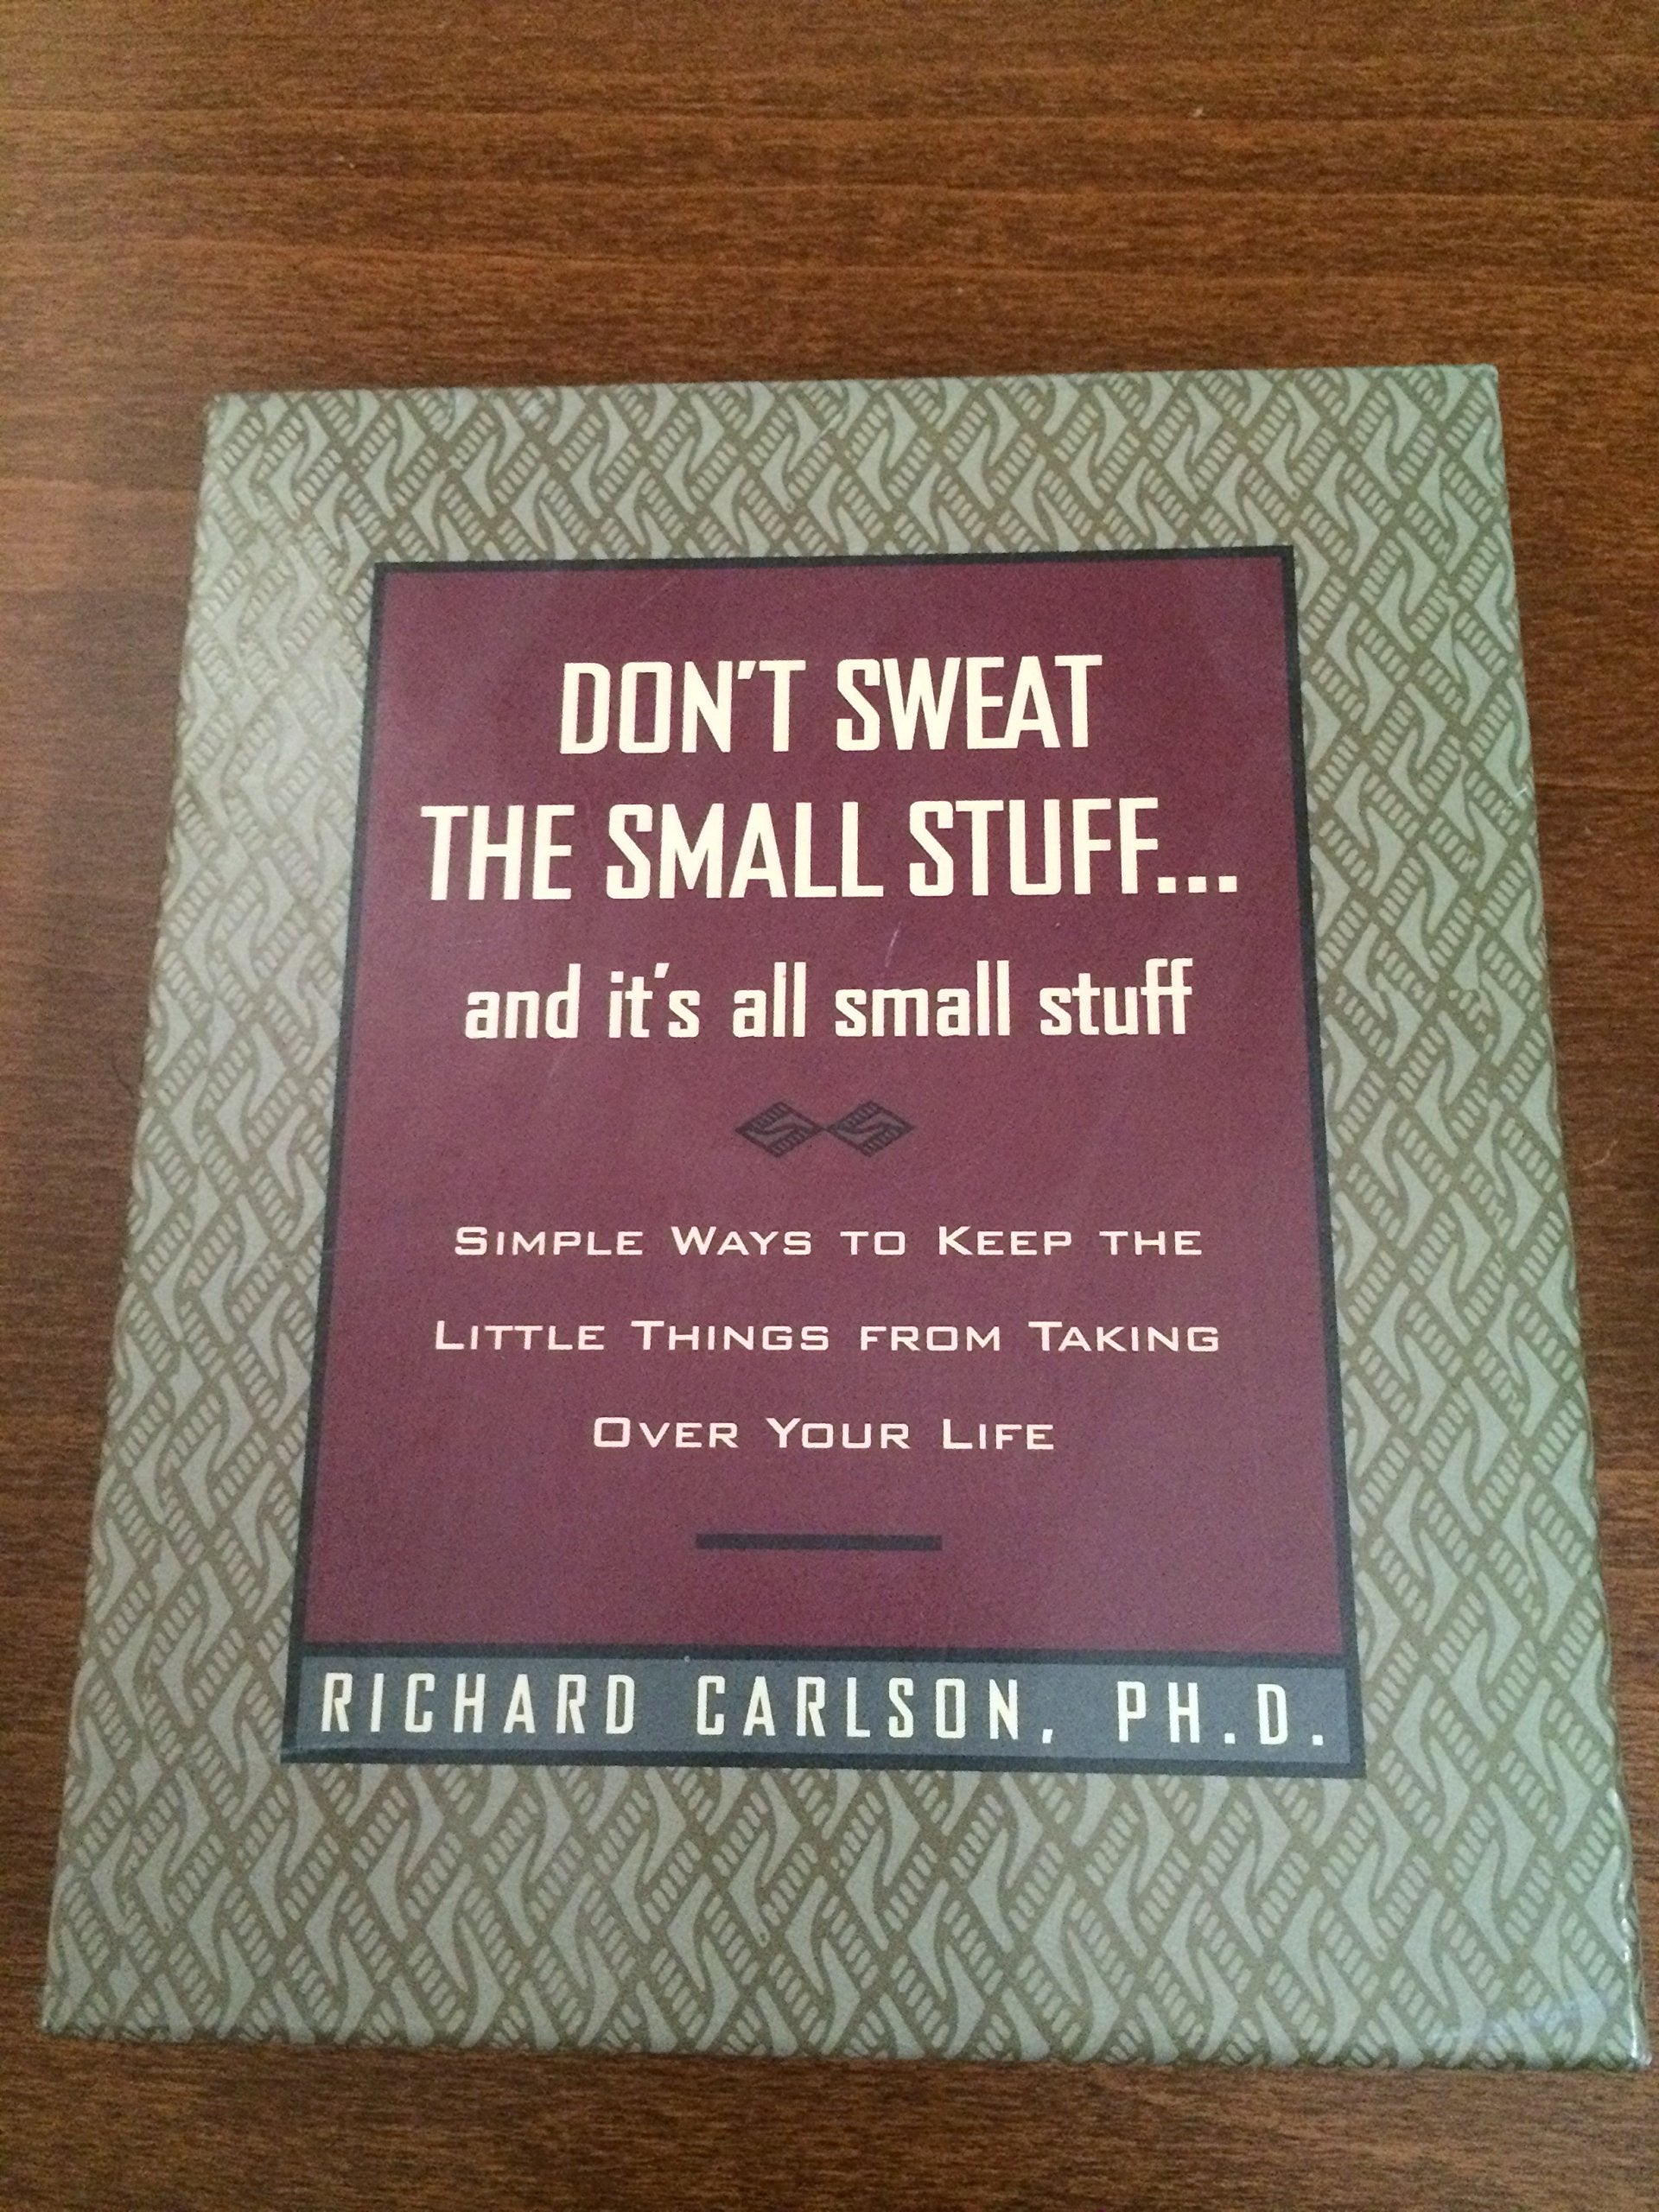 DON'T SWEAT
THE SMALL STUFF...
and it's all small stuff
SIMPLE WAYS TO KEEP THE
LITTLE THINGS FROM TAKING
OVER YOUR LIFE
RICHARD CARLSON, PH.D.